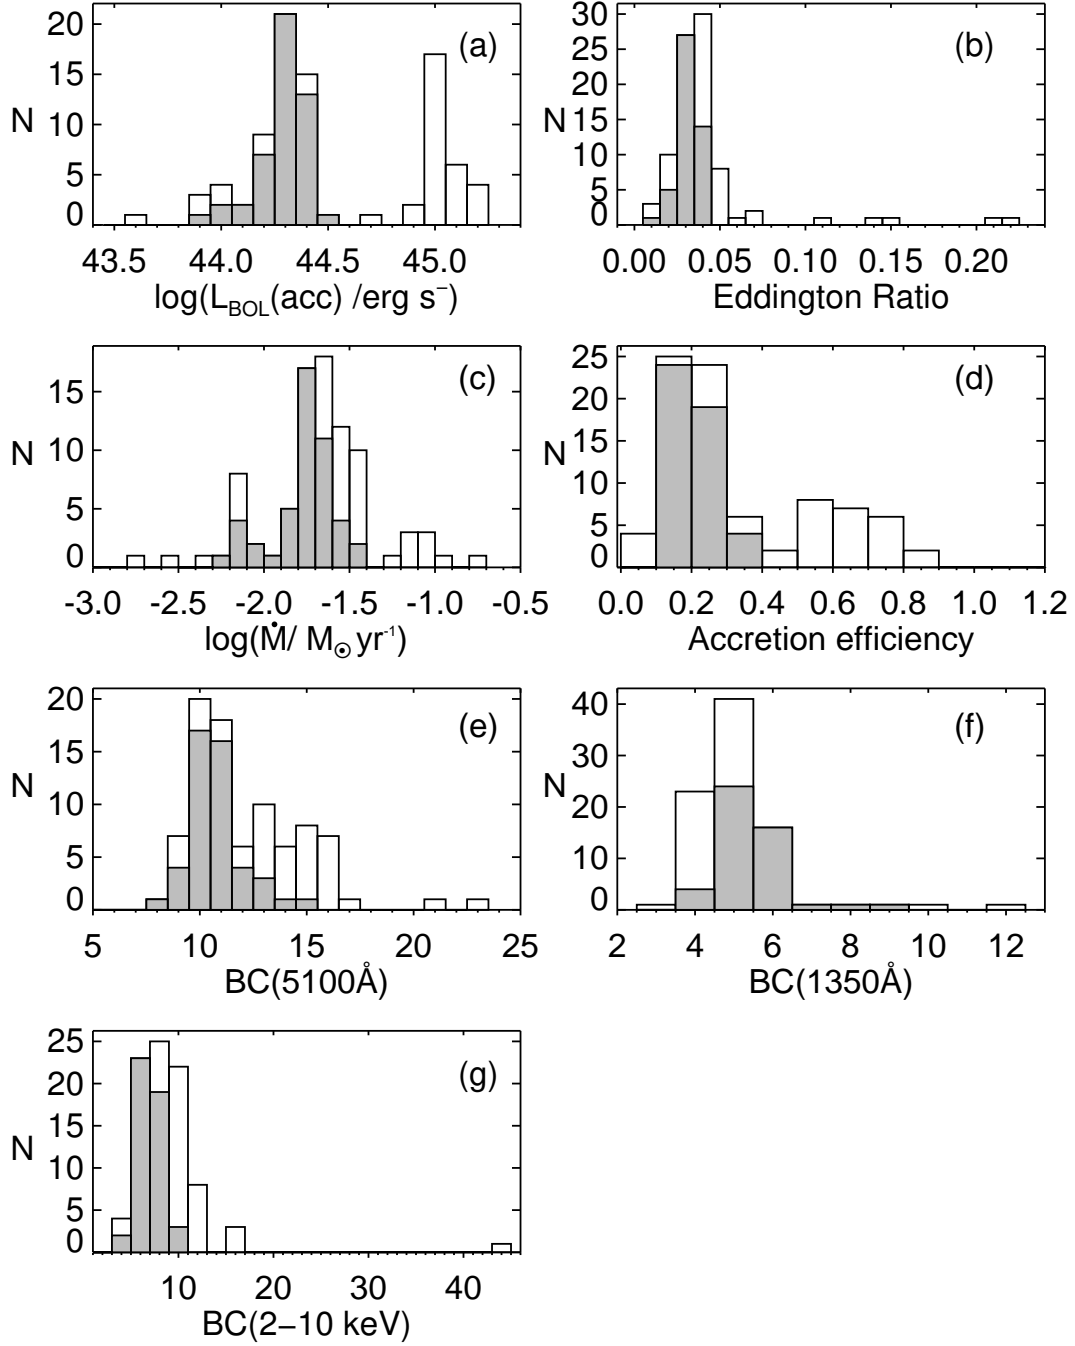 20
15
10
5
0
N
(a)
43.5 44.0 44.5 45.0
log(L_BOL(acc) /erg s⁻)
30
25
20
15
10
5
0
N
(b)
0.00 0.05 0.10 0.15 0.20
Eddington Ratio
15
10
5
0
N
(c)
-3.0 -2.5 -2.0 -1.5 -1.0 -0.5
log(Ṁ/ M⊙ yr⁻¹)
25
20
15
10
5
0
N
(d)
0.0 0.2 0.4 0.6 0.8 1.0 1.2
Accretion efficiency
20
15
10
5
0
N
(e)
5 10 15 20 25
BC(5100Å)
40
30
20
10
0
N
(f)
2 4 6 8 10 12
BC(1350Å)
25
20
15
10
5
0
N
(g)
10 20 30 40
BC(2−10 keV)